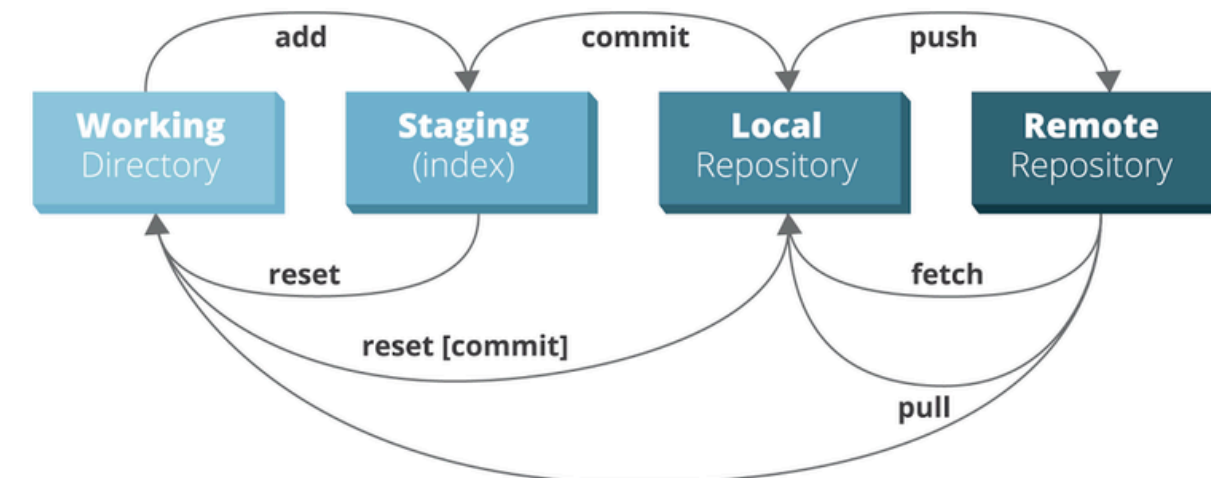 add
commit
push
Working
Directory
Staging
(index)
Local
Repository
Remote
Repository
reset
fetch
reset [commit]
pull